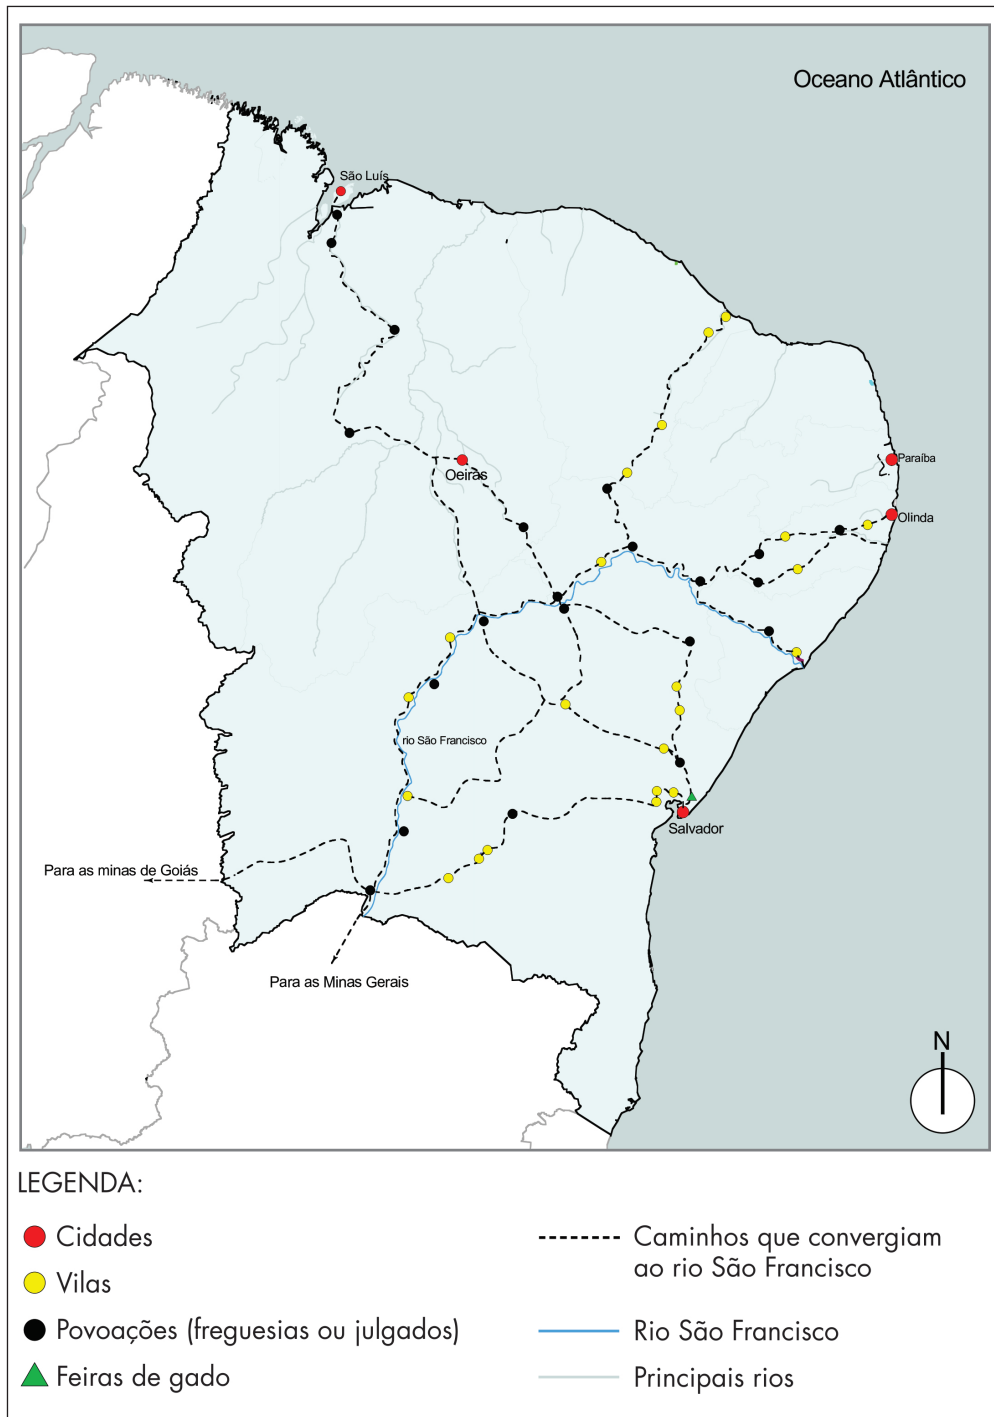 Oceano Atlântico
São Luís
Paraíba
Oeiras
Olinda
rio São Francisco
Salvador
Para as minas de Goiás
Para as Minas Gerais
N
LEGENDA:
Cidades
Vilas
Povoações (freguesias ou julgados)
Feiras de gado
Caminhos que convergiam
ao rio São Francisco
Rio São Francisco
Principais rios